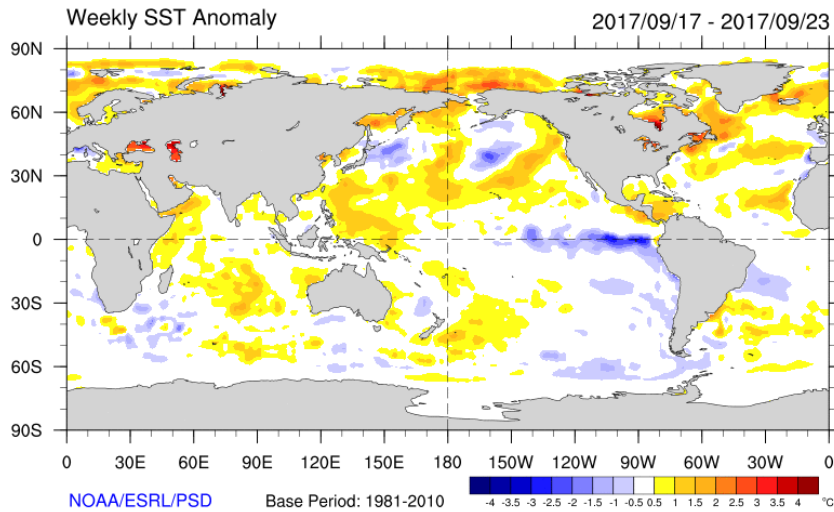 Weekly SST Anomaly 2017/09/17 - 2017/09/23
90N
60N
30N
0
30S
60S
90S
0 30E 60E 90E 120E 150E 180 150W 120W 90W 60W 30W 0
NOAA/ESRL/PSD Base Period: 1981-2010
-4 -3.5 -3 -2.5 -2 -1.5 -1 -0.5 0.5 1 1.5 2 2.5 3 3.5 4 °C